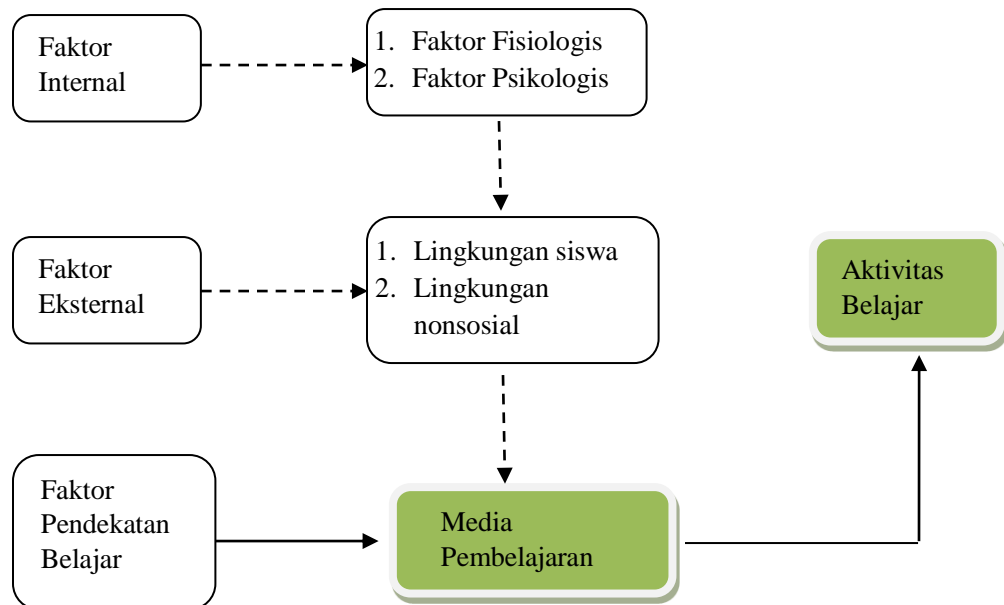 Faktor
Internal
1. Faktor Fisiologis
2. Faktor Psikologis
Faktor
Eksternal
1. Lingkungan siswa
2. Lingkungan
nonsosial
Aktivitas
Belajar
Faktor
Pendekatan
Belajar
Media
Pembelajaran